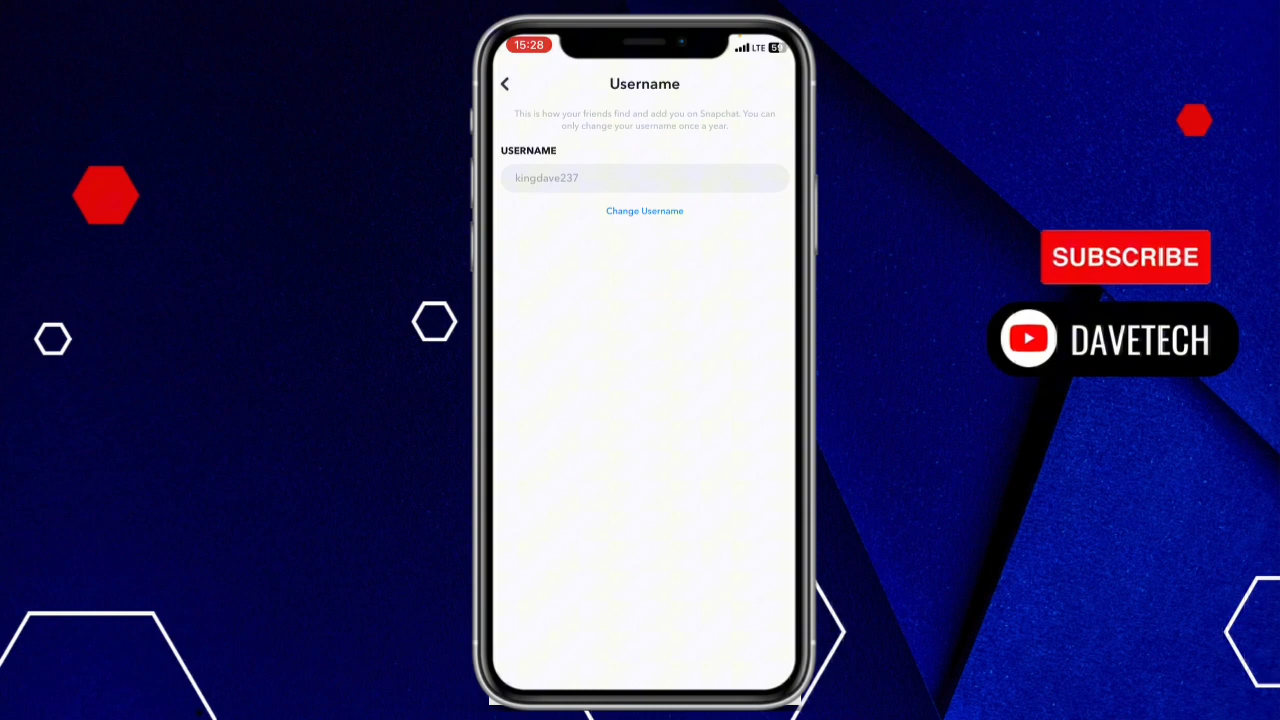 15:28
LTE
Username
This is how your friends find and add you on Snapchat. You can
only change your username once a year.
USERNAME
kingdave237
Change Username
SUBSCRIBE
DAVETECH